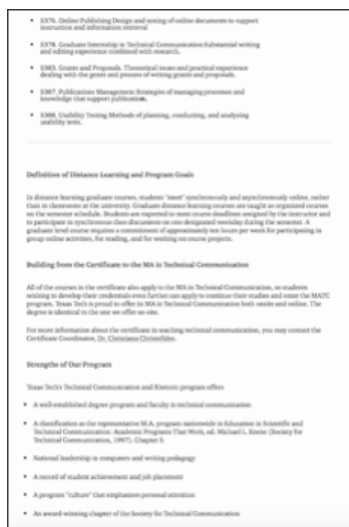 • 5376. Online Publishing Design and testing of online documents to support
instruction and information retrieval
• 5378. Graduate Internship in Technical Communication Substantial writing
and editing experience combined with research.
• 5385. Grants and Proposals. Theoretical issues and practical experience
dealing with the genre and process of writing grants and proposals.
• 5387. Publications Management Strategies of managing processes and
knowledge that support publication.
• 5388. Usability Testing Methods of planning, conducting, and analyzing
usability tests.
Definition of Distance Learning and Program Goals
In distance learning graduate courses, students "meet" synchronously and asynchronously online, rather
than in classrooms at the university. Graduate distance learning courses are taught as organized courses
on the semester schedule. Students are expected to meet course deadlines assigned by the instructor and
to participate in synchronous class discussions on one designated weekday during the semester. A
graduate level course requires a commitment of approximately ten hours per week for participating in
group online activities, for reading, and for working on course projects.
Building from the Certificate to the MA in Technical Communication
All of the courses in the certificate also apply to the MA in Technical Communication, so students
wishing to develop their credentials even further can apply to continue their studies and enter the MATC
program. Texas Tech is proud to offer its MA in Technical Communication both onsite and online. The
degree is identical to the one we offer on-site.
For more information about the certificate in teaching technical communication, you may contact the
Certificate Coordinator, Dr.
Strengths of Our Program
Texas Tech's Technical Communication and Rhetoric program offers
• A well-established degree program and faculty in technical communication
• A classification as the representative M.A. program nationwide in Education in Scientific and
Technical Communication: Academic Programs That Work, ed. Michael L. Keene (Society for
Technical Communication, 1997). Chapter 5.
• National leadership in computers and writing pedagogy
• A record of student achievement and job placement
• A program "culture" that emphasizes personal attention
• An award-winning chapter of the Society for Technical Communication